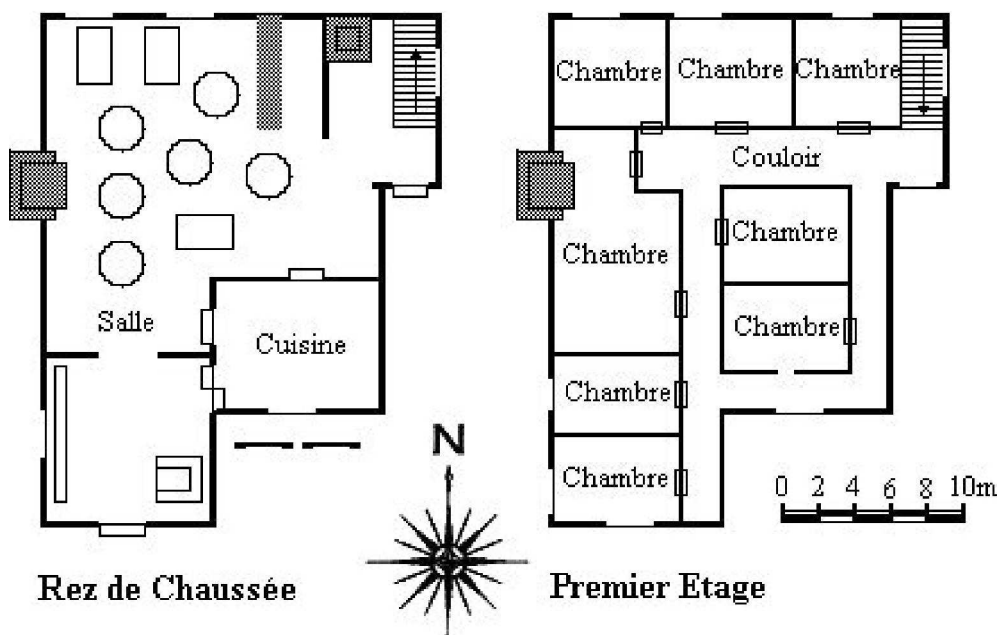 Salle
Cuisine
Rez de Chaussée
N
Chambre
Chambre
Chambre
Couloir
Chambre
Chambre
Chambre
Chambre
Chambre
0 2 4 6 8 10m
Premier Etage